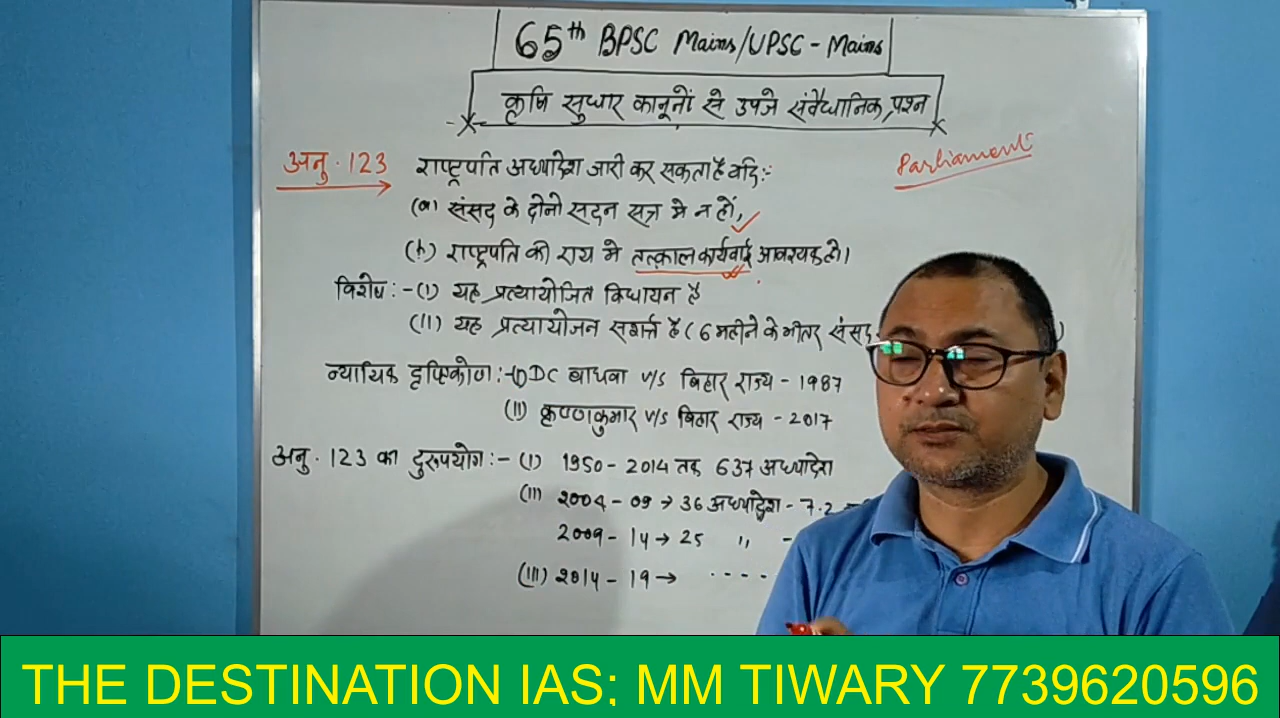 65th BPSC Mains/UPSC - Mains
कृषि सुधार कानूनों से उपजे संवैधानिक प्रश्न
अनु. 123 राष्ट्रपति अध्यादेश जारी कर सकता है यदि:-
Parliament
(a) संसद के दोनो सदन सत्र मे न हों,
(b) राष्ट्रपति की राय मे तत्काल कार्यवाई आवश्यक हो।
विशेष :- (I) यह प्रत्यायोजित विधायन है
(II) यह प्रत्यायोजन सशर्त है ( 6 महीने के भीतर संसद )
न्यायिक दृष्टिकोण :- (I) DC वाधवा v/s बिहार राज्य - 1987
(II) कृष्णकुमार v/s बिहार राज्य - 2017
अनु. 123 का दुरुपयोग :- (I) 1950 - 2014 तक 637 अध्यादेश
(II) 2004 - 09 → 36 अध्यादेश - 7.2
2009 - 14 → 25 " -
(III) 2014 - 19 → ....
THE DESTINATION IAS; MM TIWARY 7739620596